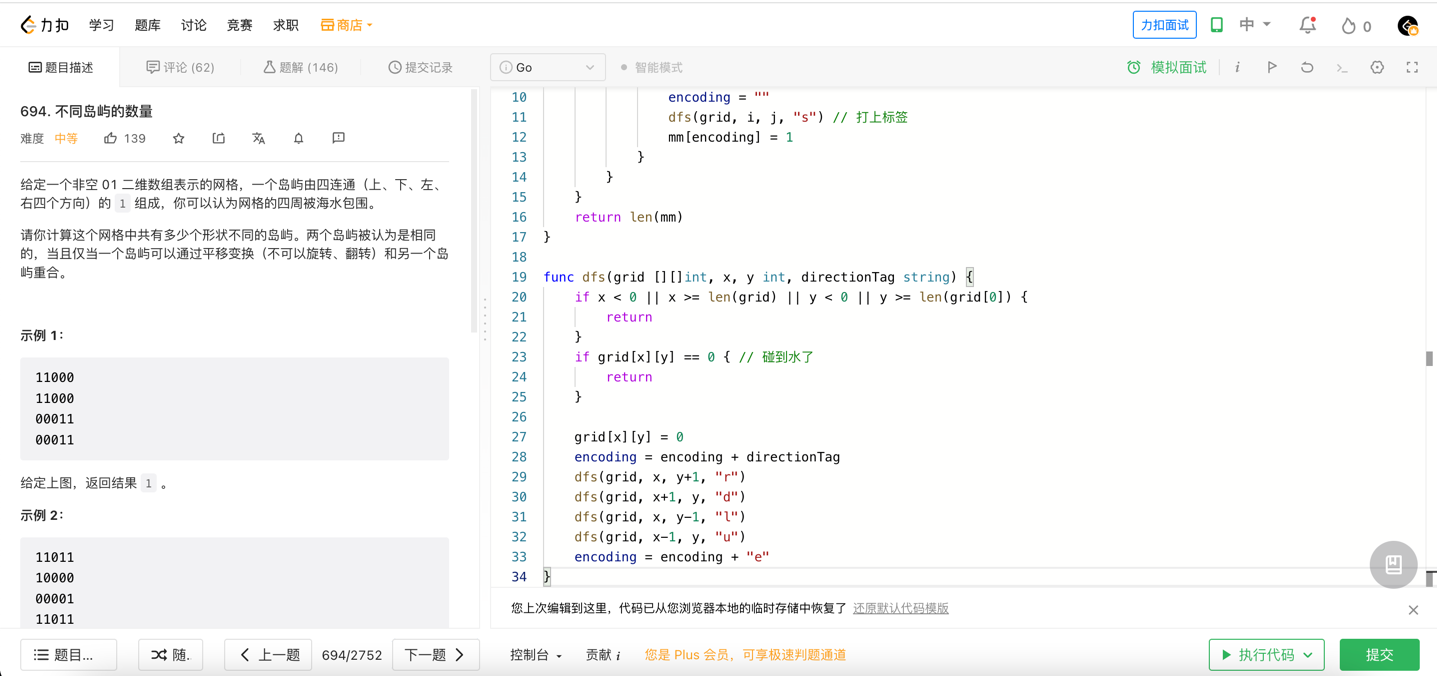 力扣 学习 题库 讨论 竞赛 求职 商店 力扣面试 中 0
题目描述 评论 (62) 题解 (146) 提交记录
Go 智能模式 模拟面试 i
694. 不同岛屿的数量
难度 中等 139
给定一个非空 01 二维数组表示的网格，一个岛屿由四连通（上、下、左、
右四个方向）的 1 组成，你可以认为网格的四周被海水包围。
请你计算这个网格中共有多少个形状不同的岛屿。两个岛屿被认为是相同
的，当且仅当一个岛屿可以通过平移变换（不可以旋转、翻转）和另一个岛
屿重合。
示例 1：
11000
11000
00011
00011
给定上图，返回结果 1 。
示例 2：
11011
10000
00001
11011
10 encoding = ""
11 dfs(grid, i, j, "s") // 打上标签
12 mm[encoding] = 1
13 }
14 }
15 }
16 return len(mm)
17 }
18
19 func dfs(grid [][]int, x, y int, directionTag string) {
20 if x < 0 || x >= len(grid) || y < 0 || y >= len(grid[0]) {
21 return
22 }
23 if grid[x][y] == 0 { // 碰到水了
24 return
25 }
26
27 grid[x][y] = 0
28 encoding = encoding + directionTag
29 dfs(grid, x, y+1, "r")
30 dfs(grid, x+1, y, "d")
31 dfs(grid, x, y-1, "l")
32 dfs(grid, x-1, y, "u")
33 encoding = encoding + "e"
34 }
您上次编辑到这里，代码已从您浏览器本地的临时存储中恢复了 还原默认代码模版
题目... 随. 上一题 694/2752 下一题 控制台 贡献 i 您是 Plus 会员，可享极速判题通道 执行代码 提交